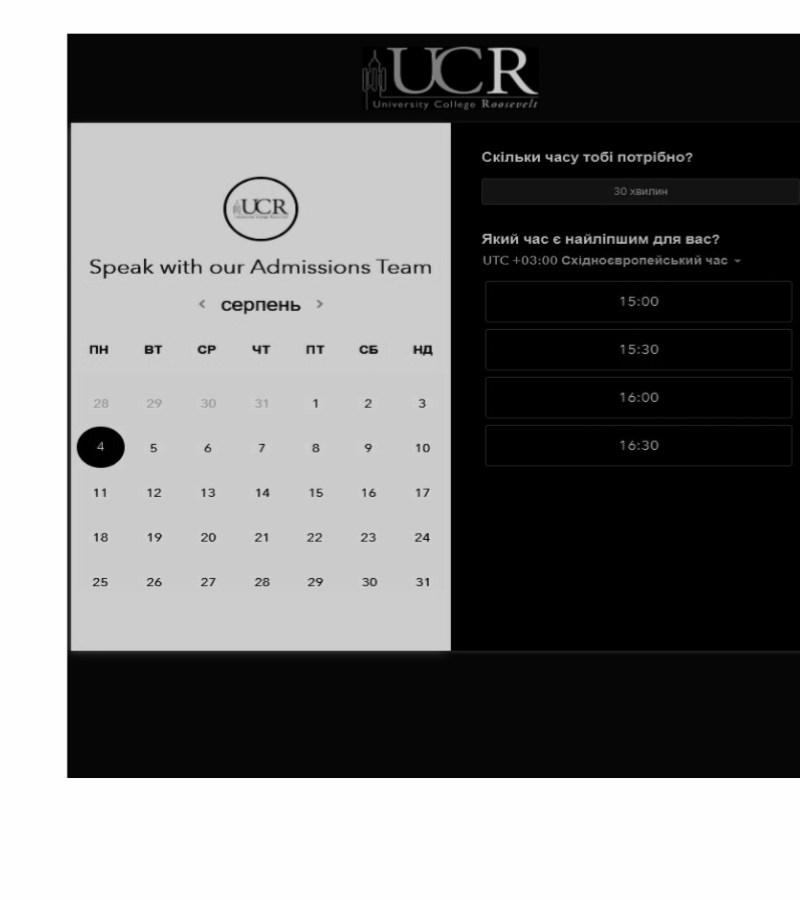 UCR
University College Roosevelt
UCR
Speak with our Admissions Team
< серпень >
ПН ВТ СР ЧТ ПТ СБ НД
28 29 30 31 1 2 3
4 5 6 7 8 9 10
11 12 13 14 15 16 17
18 19 20 21 22 23 24
25 26 27 28 29 30 31
Скільки часу тобі потрібно?
30 хвилин
Який час є найліпшим для вас?
UTC +03:00 Східноєвропейський час
15:00
15:30
16:00
16:30